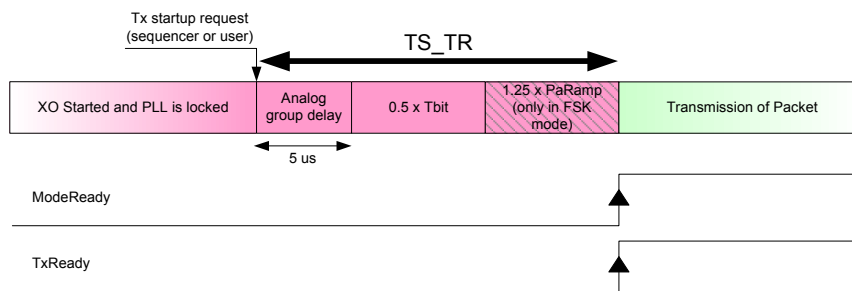 Tx startup request
(sequencer or user)
TS_TR
XO Started and PLL is locked
Analog
group delay
0.5 x Tbit
1.25 x PaRamp
(only in FSK
mode)
Transmission of Packet
5 us
ModeReady
TxReady